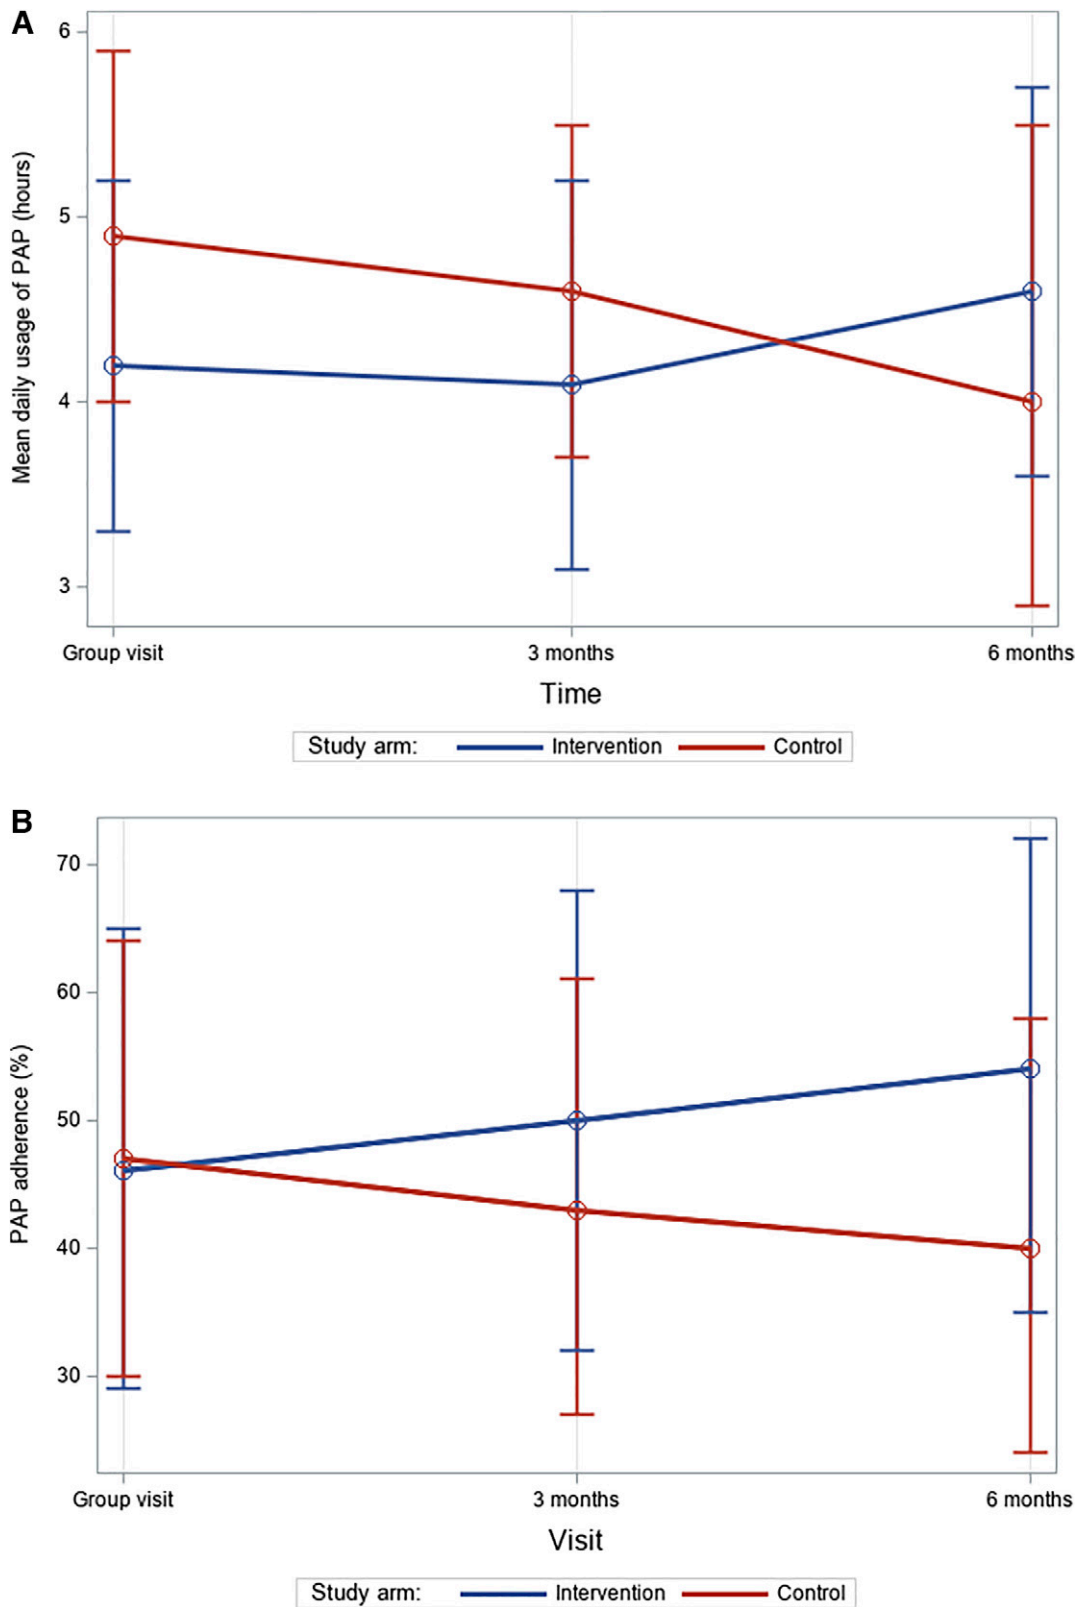 A
Mean daily usage of PAP (hours)
6
5
4
3
Group visit 3 months 6 months
Time
Study arm: Intervention Control
B
PAP adherence (%)
70
60
50
40
30
Group visit 3 months 6 months
Visit
Study arm: Intervention Control